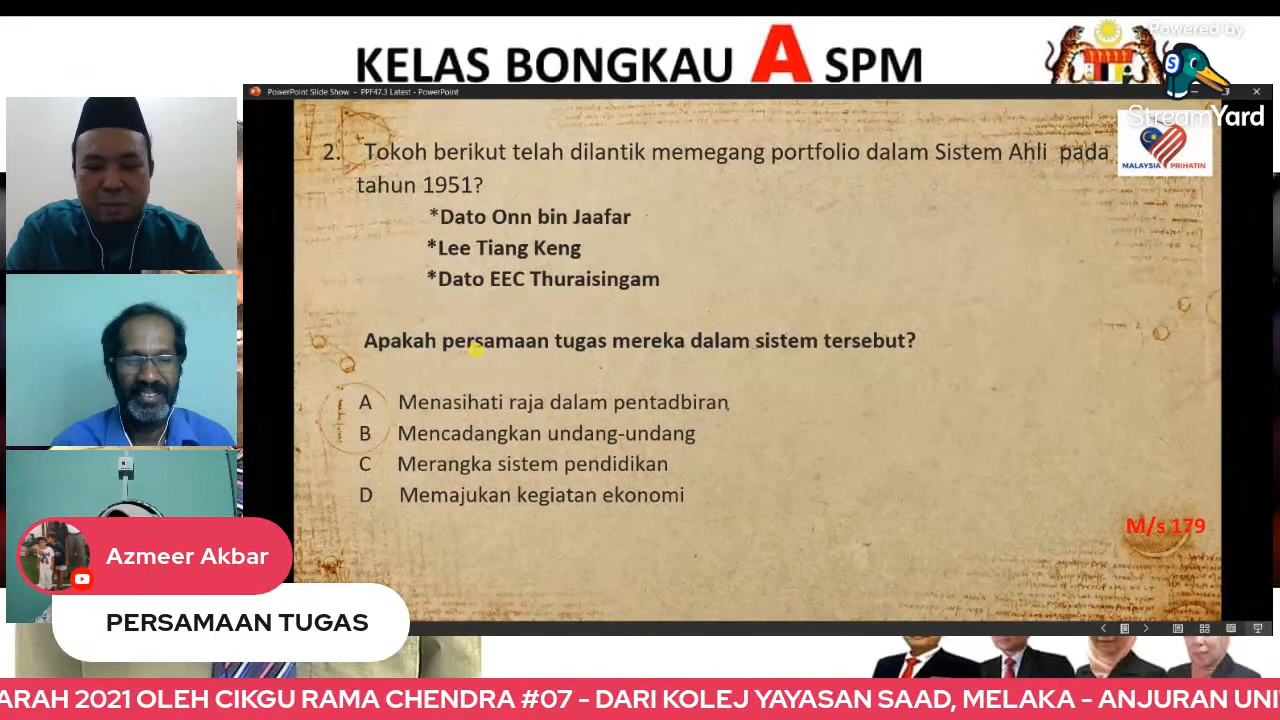 KELAS BONGKAU A SPM
Powered by
StreamYard
PowerPoint Slide Show - PPF47.3 Latest - PowerPoint
MALAYSIA PRIHATIN
2. Tokoh berikut telah dilantik memegang portfolio dalam Sistem Ahli pada
tahun 1951?
*Dato Onn bin Jaafar
*Lee Tiang Keng
*Dato EEC Thuraisingam
Apakah persamaan tugas mereka dalam sistem tersebut?
A Menasihati raja dalam pentadbiran
B Mencadangkan undang-undang
C Merangka sistem pendidikan
D Memajukan kegiatan ekonomi
M/s 179
Azmeer Akbar
PERSAMAAN TUGAS
ARAH 2021 OLEH CIKGU RAMA CHENDRA #07 - DARI KOLEJ YAYASAN SAAD, MELAKA - ANJURAN UNI